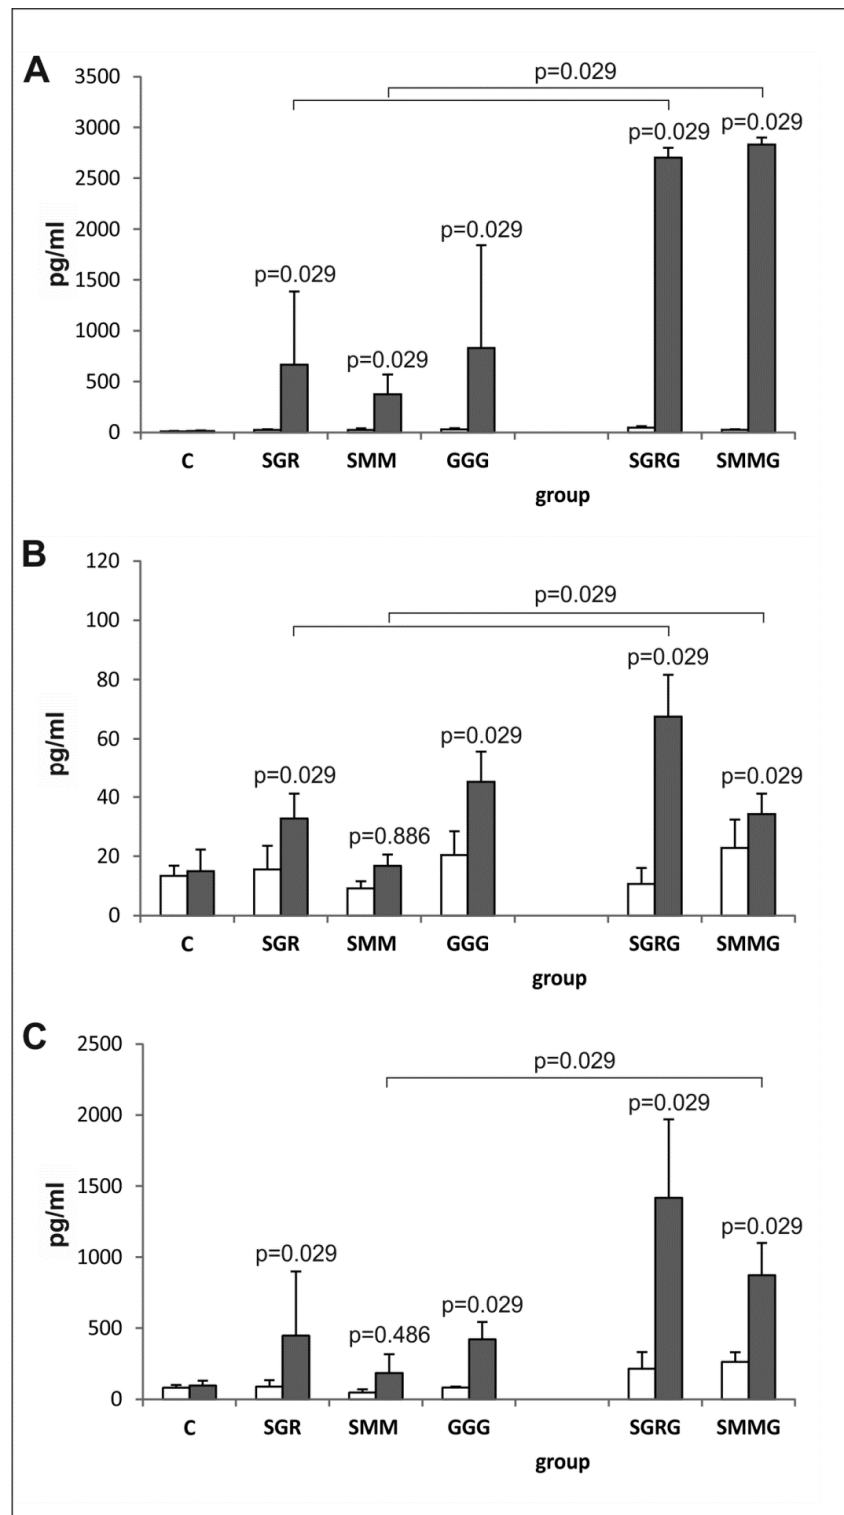 A
3500
p=0.029
3000
p=0.029
p=0.029
2500
pg/ml
2000
p=0.029
1500
p=0.029
1000
p=0.029
500
0
C SGR SMM GGG SGRG SMMG
group
B
120
p=0.029
100
p=0.029
80
pg/ml
60
p=0.029
p=0.029
p=0.029
40
p=0.886
20
0
C SGR SMM GGG SGRG SMMG
group
C
2500
p=0.029
2000
p=0.029
pg/ml
1500
p=0.029
p=0.029
1000
p=0.029
500
p=0.486
0
C SGR SMM GGG SGRG SMMG
group